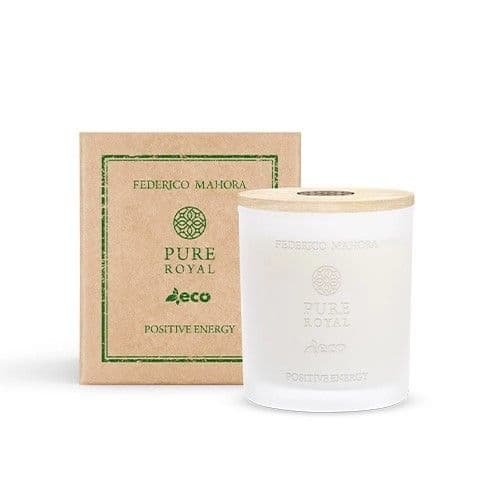 FEDERICO MAHORA
PURE
ROYAL
eco
POSITIVE ENERGY
FEDERICO MAHORA
PURE
ROYAL
eco
POSITIVE ENERGY